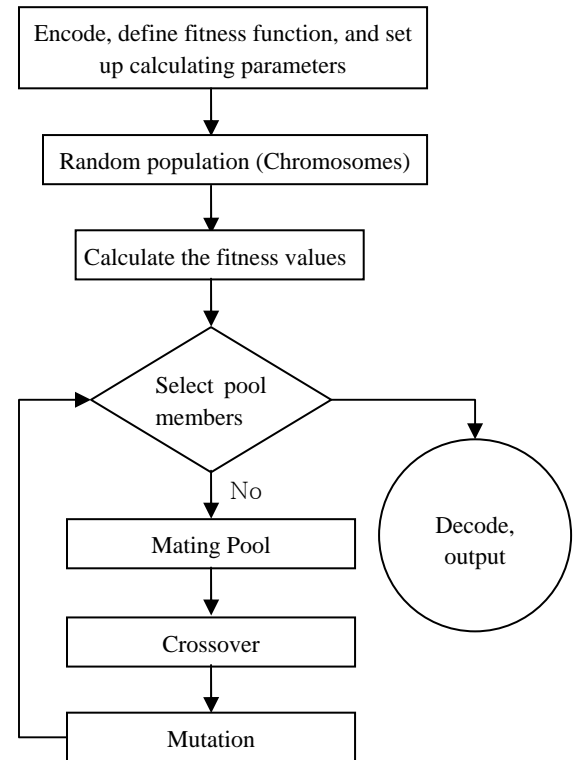 Encode, define fitness function, and set
up calculating parameters
Random population (Chromosomes)
Calculate the fitness values
Select pool
members
No
Mating Pool
Decode,
output
Crossover
Mutation